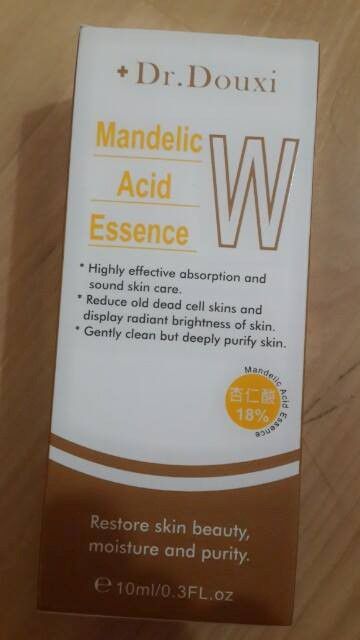 +Dr.Douxi
Mandelic
Acid
Essence
W
* Highly effective absorption and
sound skin care.
* Reduce old dead cell skins and
display radiant brightness of skin.
* Gently clean but deeply purify skin.
Mandelic Acid Essence
杏仁酸
18%
Restore skin beauty,
moisture and purity.
℮ 10ml/0.3FL.oz